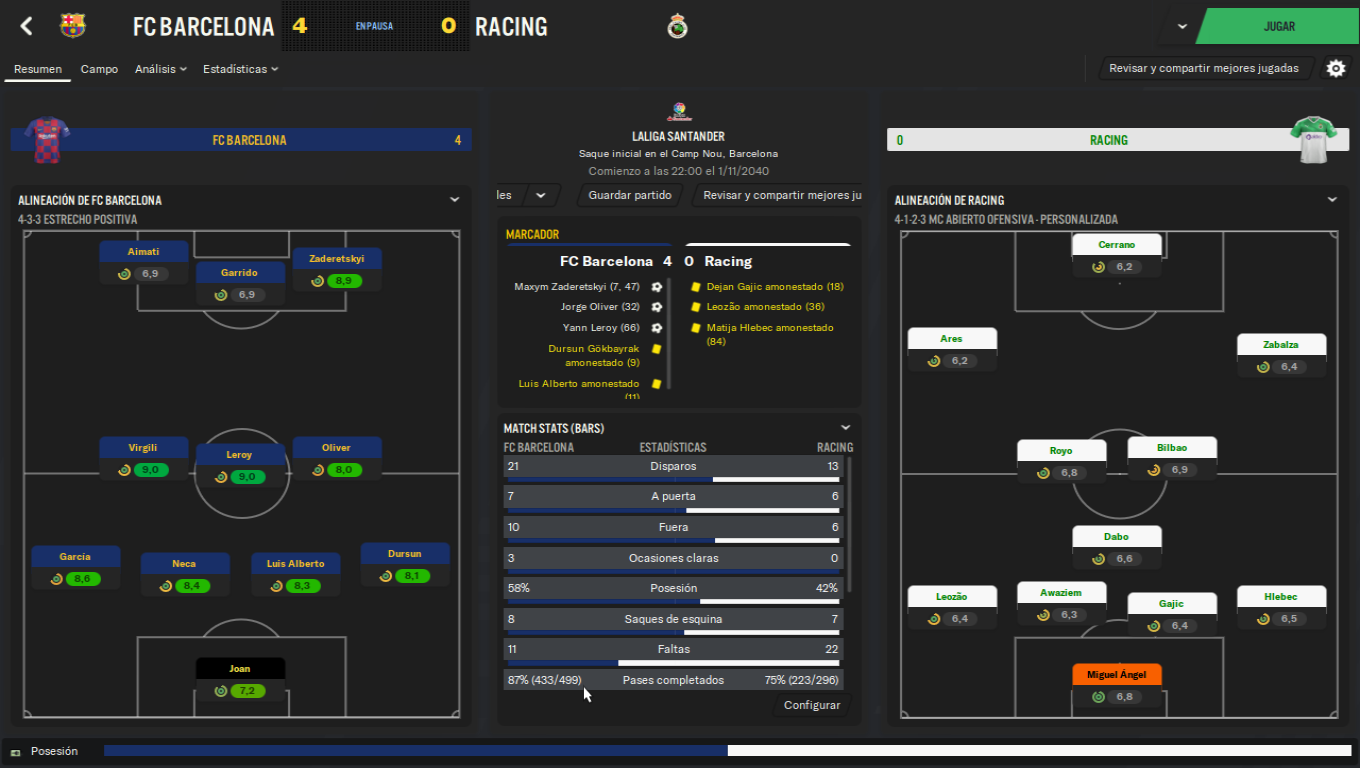 FC BARCELONA 4 EN PAUSA 0 RACING
JUGAR
Resumen Campo Análisis Estadísticas
Revisar y compartir mejores jugadas
FC BARCELONA 4
LALIGA SANTANDER
Saque inicial en el Camp Nou, Barcelona
Comienzo a las 22:00 el 1/11/2040
les Guardar partido Revisar y compartir mejores ju
0 RACING
ALINEACIÓN DE FC BARCELONA
4-3-3 ESTRECHO POSITIVA
Aimati
6,9
Garrido
6,9
Zaderetskyi
8,9
Virgili
9,0
Leroy
9,0
Oliver
8,0
García
8,6
Neca
8,4
Luis Alberto
8,3
Dursun
8,1
Joan
7,2
MARCADOR
FC Barcelona 4 0 Racing
Maxym Zaderetskyi (7, 47)
Jorge Oliver (32)
Yann Leroy (66)
Dursun Gökbayrak
amonestado (9)
Luis Alberto amonestado
(11)
Dejan Gajic amonestado (18)
Leozão amonestado (36)
Matija Hlebec amonestado
(84)
MATCH STATS (BARS)
FC BARCELONA ESTADÍSTICAS RACING
21 Disparos 13
7 A puerta 6
10 Fuera 6
3 Ocasiones claras 0
58% Posesión 42%
8 Saques de esquina 7
11 Faltas 22
87% (433/499) Pases completados 75% (223/296)
Configurar
ALINEACIÓN DE RACING
4-1-2-3 MC ABIERTO OFENSIVA - PERSONALIZADA
Cerrano
6,2
Ares
6,2
Zabalza
6,4
Royo
6,8
Bilbao
6,9
Dabo
6,6
Leozão
6,4
Awaziem
6,3
Gajic
6,4
Hlebec
6,5
Miguel Ángel
6,8
Posesión